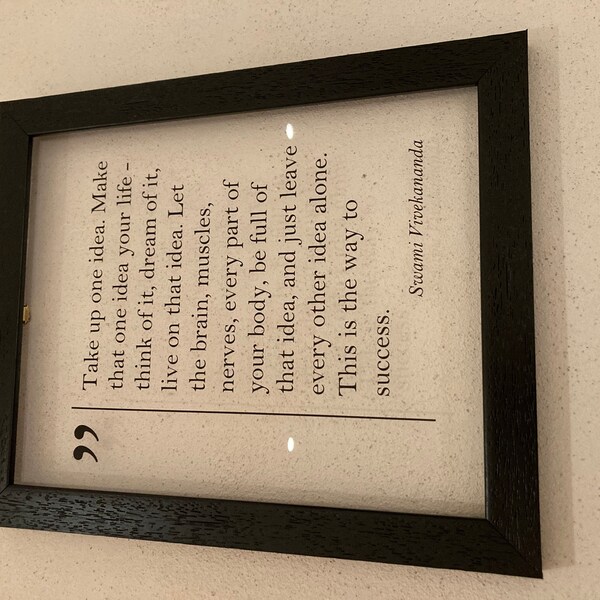 ”
Take up one idea. Make
that one idea your life -
think of it, dream of it,
live on that idea. Let
the brain, muscles,
nerves, every part of
your body, be full of
that idea, and just leave
every other idea alone.
This is the way to
success.
Swami Vivekananda